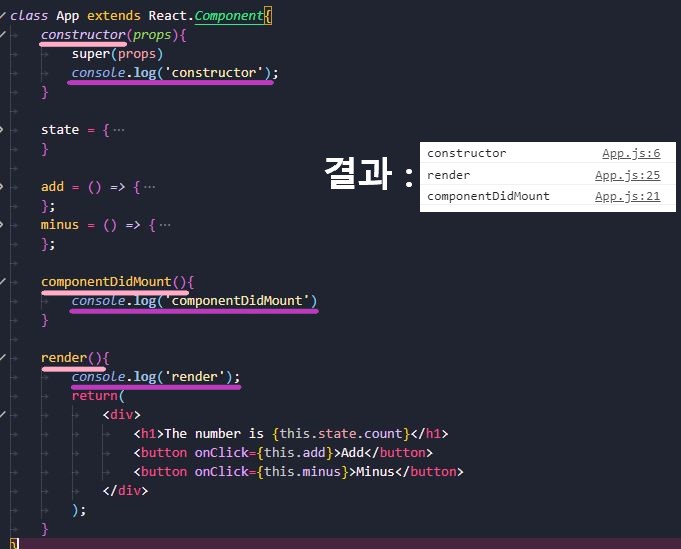 class App extends React.Component{
constructor(props){
super(props)
console.log('constructor');
}
state = {⋯
}
add = () => {⋯
};
minus = () => {⋯
};
componentDidMount(){
console.log('componentDidMount')
}
render(){
console.log('render');
return(
<div>
<h1>The number is {this.state.count}</h1>
<button onClick={this.add}>Add</button>
<button onClick={this.minus}>Minus</button>
</div>
);
}
}
결과 :
constructor App.js:6
render App.js:25
componentDidMount App.js:21